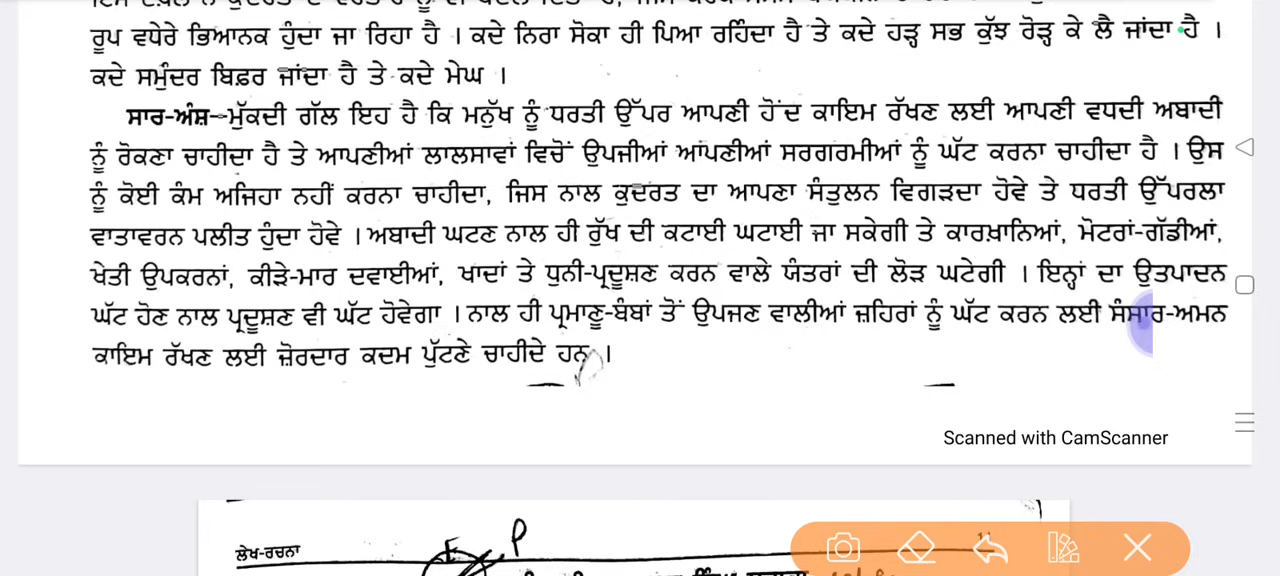 ਰੂਪ ਵਧੇਰੇ ਭਿਆਨਕ ਹੁੰਦਾ ਜਾ ਰਿਹਾ ਹੈ । ਕਦੇ ਨਿਰਾ ਸੋਕਾ ਹੀ ਪਿਆ ਰਹਿੰਦਾ ਹੈ ਤੇ ਕਦੇ ਹੜ੍ਹ ਸਭ ਕੁੱਝ ਰੋੜ੍ਹ ਕੇ ਲੈ ਜਾਂਦਾ ਹੈ ।
ਕਦੇ ਸਮੁੰਦਰ ਬਿਫ਼ਰ ਜਾਂਦਾ ਹੈ ਤੇ ਕਦੇ ਮੇਘ ।
ਸਾਰ-ਅੰਸ਼—ਮੁੱਕਦੀ ਗੱਲ ਇਹ ਹੈ ਕਿ ਮਨੁੱਖ ਨੂੰ ਧਰਤੀ ਉੱਪਰ ਆਪਣੀ ਹੋਂਦ ਕਾਇਮ ਰੱਖਣ ਲਈ ਆਪਣੀ ਵਧਦੀ ਅਬਾਦੀ
ਨੂੰ ਰੋਕਣਾ ਚਾਹੀਦਾ ਹੈ ਤੇ ਆਪਣੀਆਂ ਲਾਲਸਾਵਾਂ ਵਿਚੋਂ ਉਪਜੀਆਂ ਆਂਪਣੀਆਂ ਸਰਗਰਮੀਆਂ ਨੂੰ ਘੱਟ ਕਰਨਾ ਚਾਹੀਦਾ ਹੈ । ਉਸ
ਨੂੰ ਕੋਈ ਕੰਮ ਅਜਿਹਾ ਨਹੀਂ ਕਰਨਾ ਚਾਹੀਦਾ, ਜਿਸ ਨਾਲ ਕੁਦਰਤ ਦਾ ਆਪਣਾ ਸੰਤੁਲਨ ਵਿਗੜਦਾ ਹੋਵੇ ਤੇ ਧਰਤੀ ਉੱਪਰਲਾ
ਵਾਤਾਵਰਨ ਪਲੀਤ ਹੁੰਦਾ ਹੋਵੇ । ਅਬਾਦੀ ਘਟਣ ਨਾਲ ਹੀ ਰੁੱਖ ਦੀ ਕਟਾਈ ਘਟਾਈ ਜਾ ਸਕੇਗੀ ਤੇ ਕਾਰਖ਼ਾਨਿਆਂ, ਮੋਟਰਾਂ-ਗੱਡੀਆਂ,
ਖੇਤੀ ਉਪਕਰਨਾਂ, ਕੀੜੇ-ਮਾਰ ਦਵਾਈਆਂ, ਖਾਦਾਂ ਤੇ ਧੁਨੀ-ਪ੍ਰਦੂਸ਼ਣ ਕਰਨ ਵਾਲੇ ਯੰਤਰਾਂ ਦੀ ਲੋੜ ਘਟੇਗੀ । ਇਨ੍ਹਾਂ ਦਾ ਉਤਪਾਦਨ
ਘੱਟ ਹੋਣ ਨਾਲ ਪ੍ਰਦੂਸ਼ਣ ਵੀ ਘੱਟ ਹੋਵੇਗਾ । ਨਾਲ ਹੀ ਪ੍ਰਮਾਣੂ-ਬੰਬਾਂ ਤੋਂ ਉਪਜਣ ਵਾਲੀਆਂ ਜ਼ਹਿਰਾਂ ਨੂੰ ਘੱਟ ਕਰਨ ਲਈ ਸੰਸਾਰ-ਅਮਨ
ਕਾਇਮ ਰੱਖਣ ਲਈ ਜ਼ੋਰਦਾਰ ਕਦਮ ਪੁੱਟਣੇ ਚਾਹੀਦੇ ਹਨ ।
Scanned with CamScanner
ਲੇਖ-ਰਚਨਾ